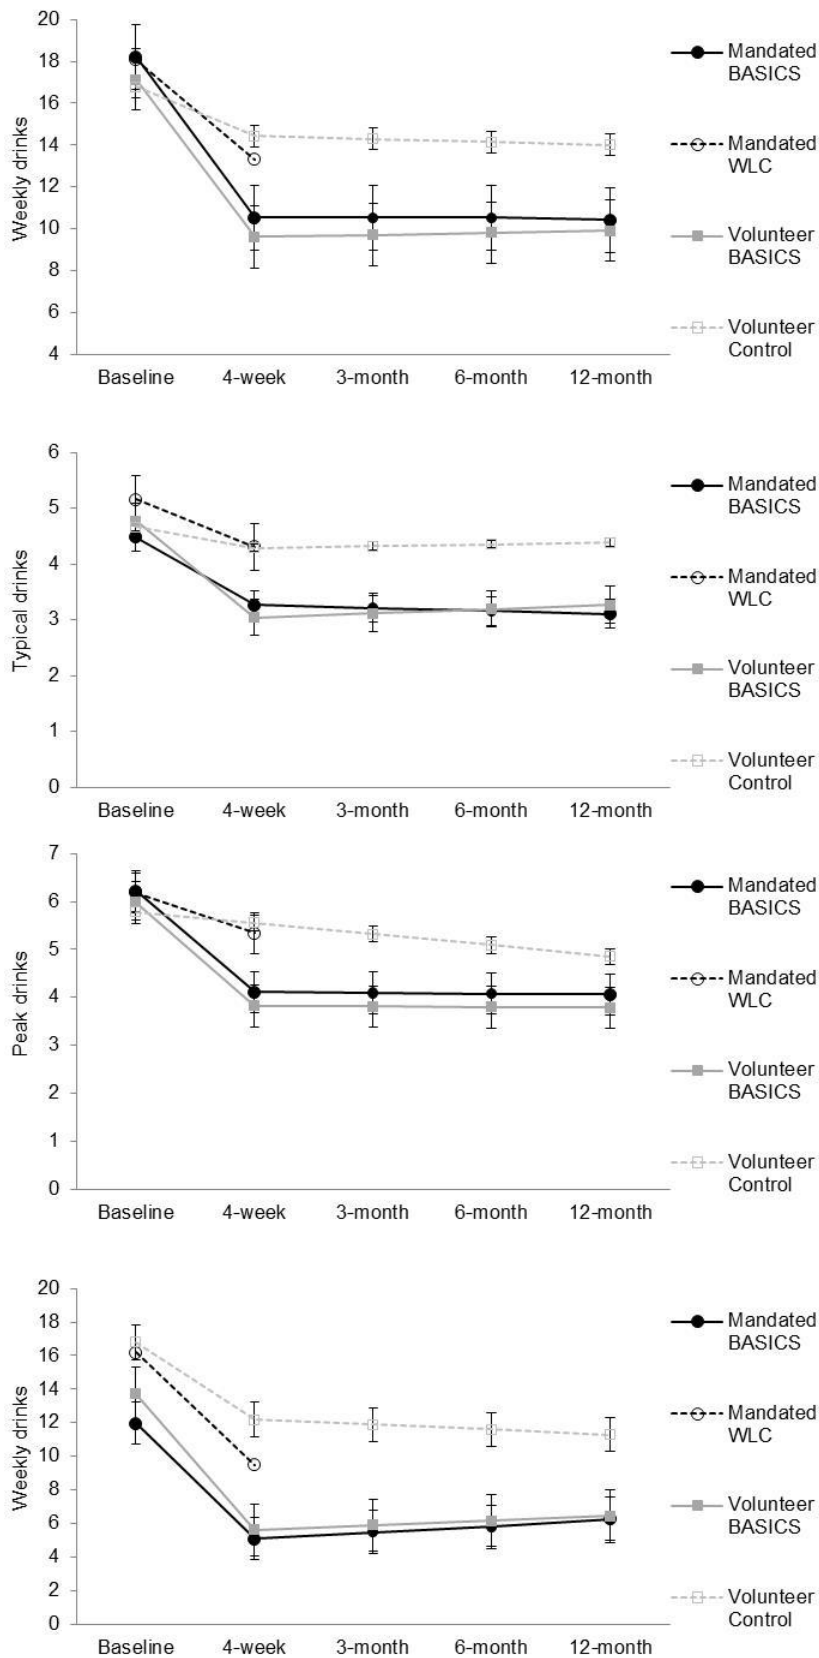 20
18
16
14
12
10
8
6
4
Weekly drinks
Baseline 4-week 3-month 6-month 12-month
Mandated
BASICS
Mandated
WLC
Volunteer
BASICS
Volunteer
Control
6
5
4
3
2
1
0
Typical drinks
Baseline 4-week 3-month 6-month 12-month
Mandated
BASICS
Mandated
WLC
Volunteer
BASICS
Volunteer
Control
7
6
5
4
3
2
1
0
Peak drinks
Baseline 4-week 3-month 6-month 12-month
Mandated
BASICS
Mandated
WLC
Volunteer
BASICS
Volunteer
Control
20
18
16
14
12
10
8
6
4
2
0
Weekly drinks
Baseline 4-week 3-month 6-month 12-month
Mandated
BASICS
Mandated
WLC
Volunteer
BASICS
Volunteer
Control